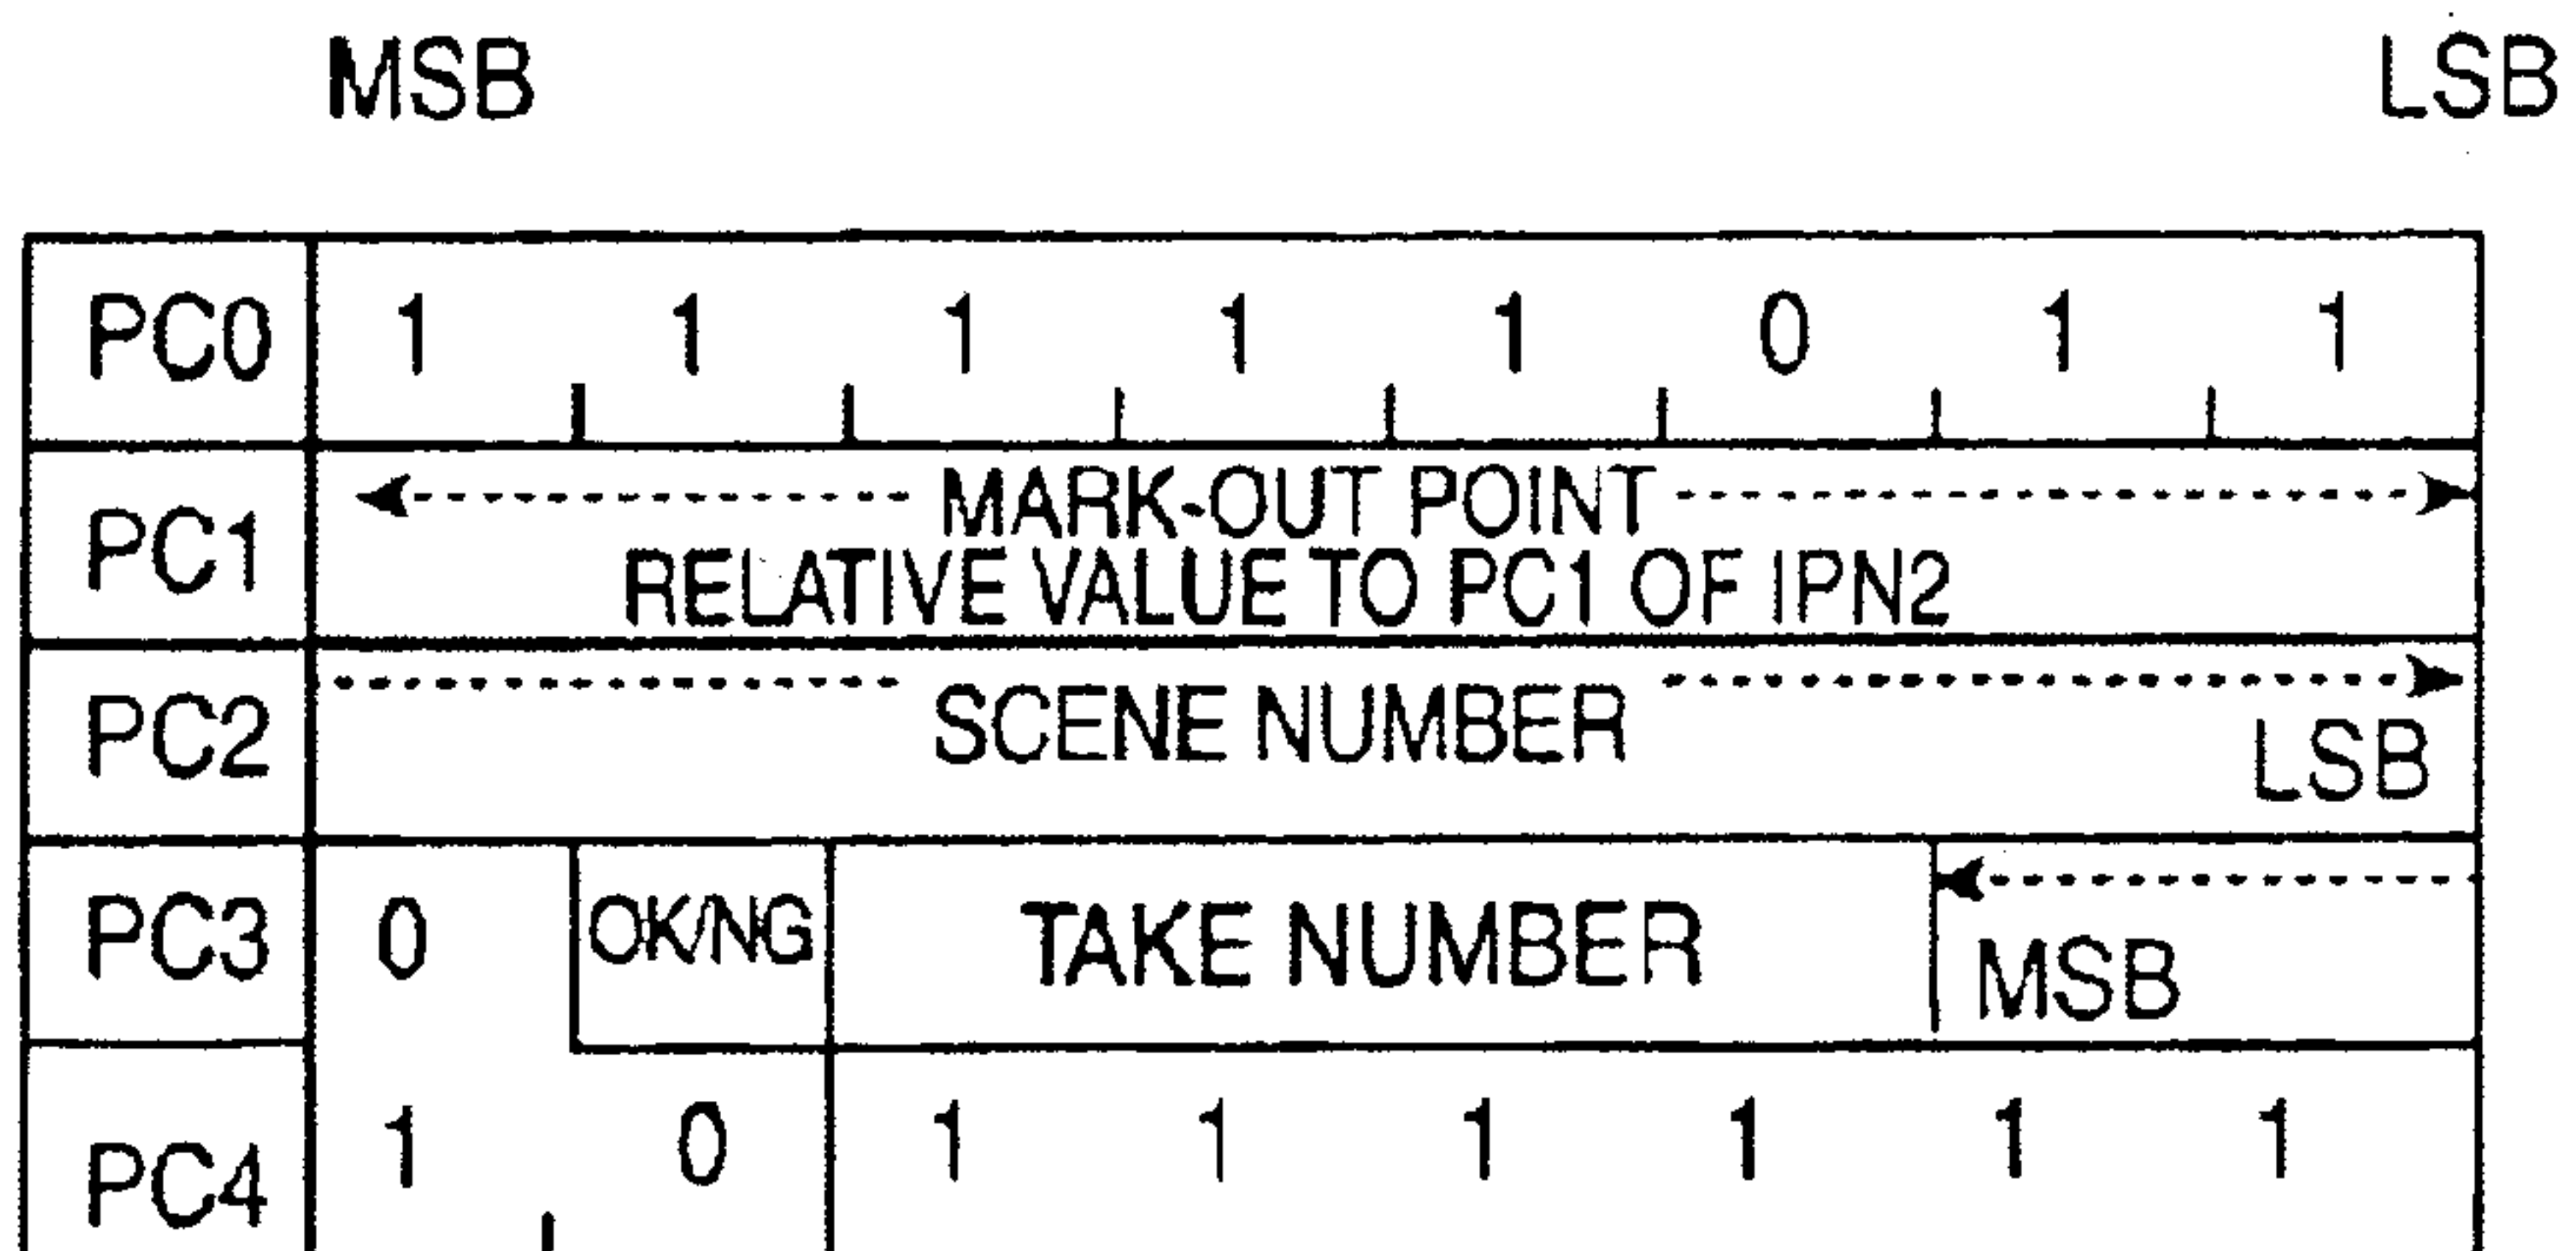 MSB LSB
PC0 1 1 1 1 1 0 1 1
PC1 MARK-OUT POINT
RELATIVE VALUE TO PC1 OF IPN2
PC2 SCENE NUMBER LSB
PC3 0 OK/NG TAKE NUMBER MSB
PC4 1 0 1 1 1 1 1 1